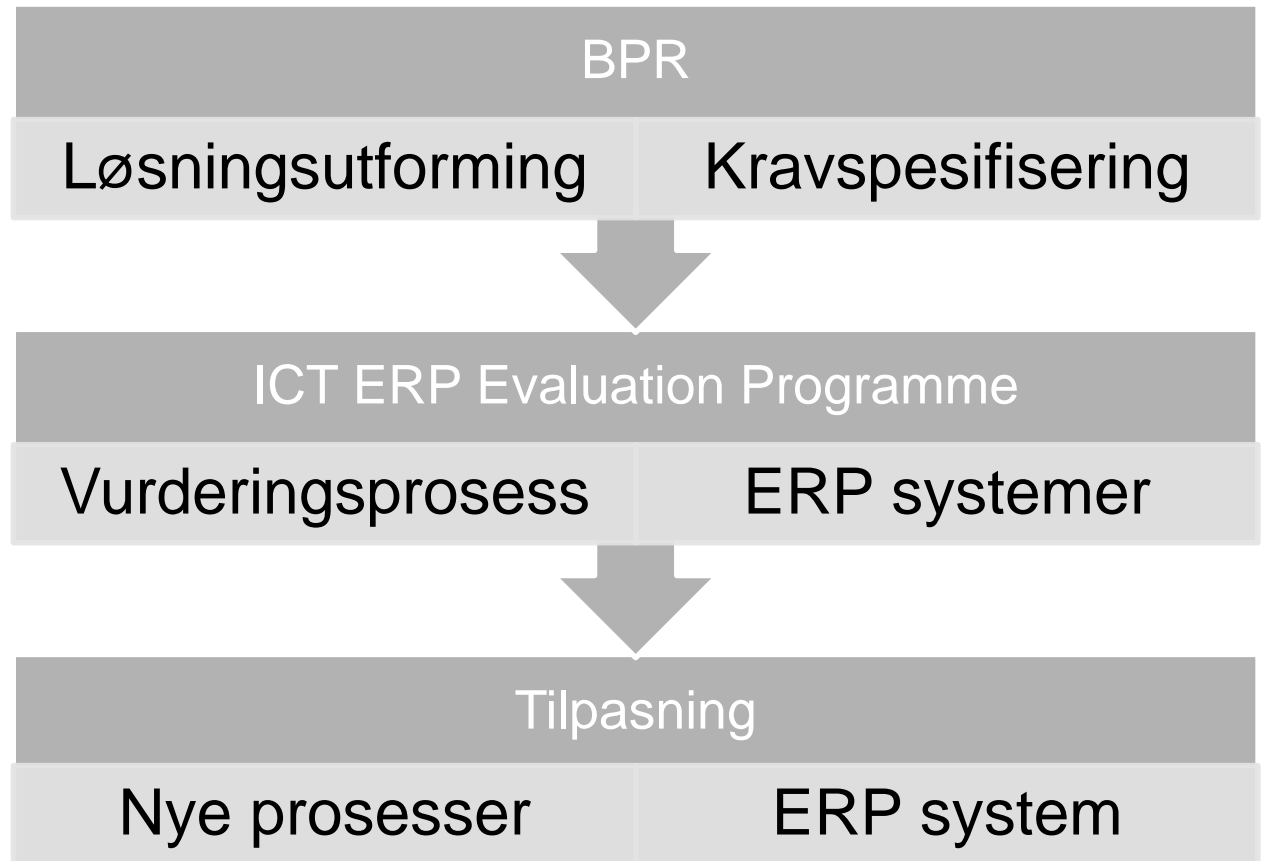 BPR
Løsningsutforming Kravspesifisering
ICT ERP Evaluation Programme
Vurderingsprosess ERP systemer
Tilpasning
Nye prosesser ERP system